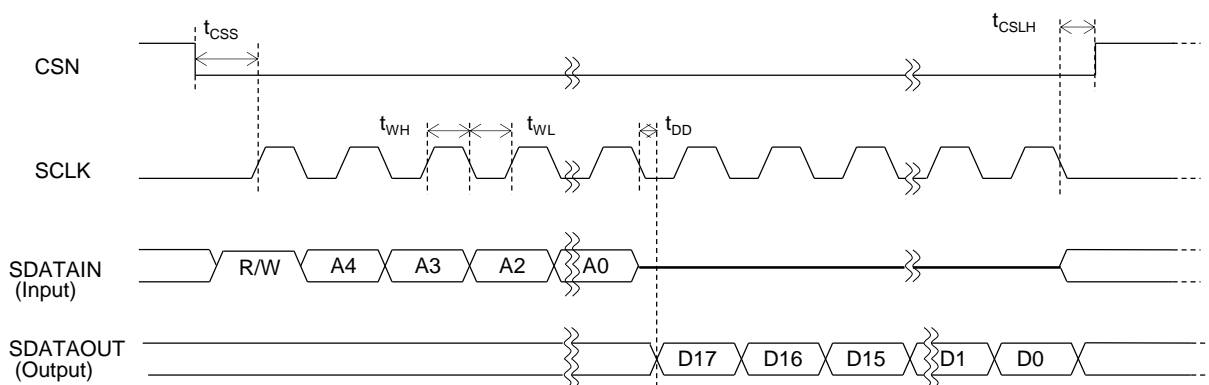 tCSS
tCSLH
CSN
tWH
tWL
tDD
SCLK
SDATAIN
(Input)
R/W
A4
A3
A2
A0
SDATAOUT
(Output)
D17
D16
D15
D1
D0